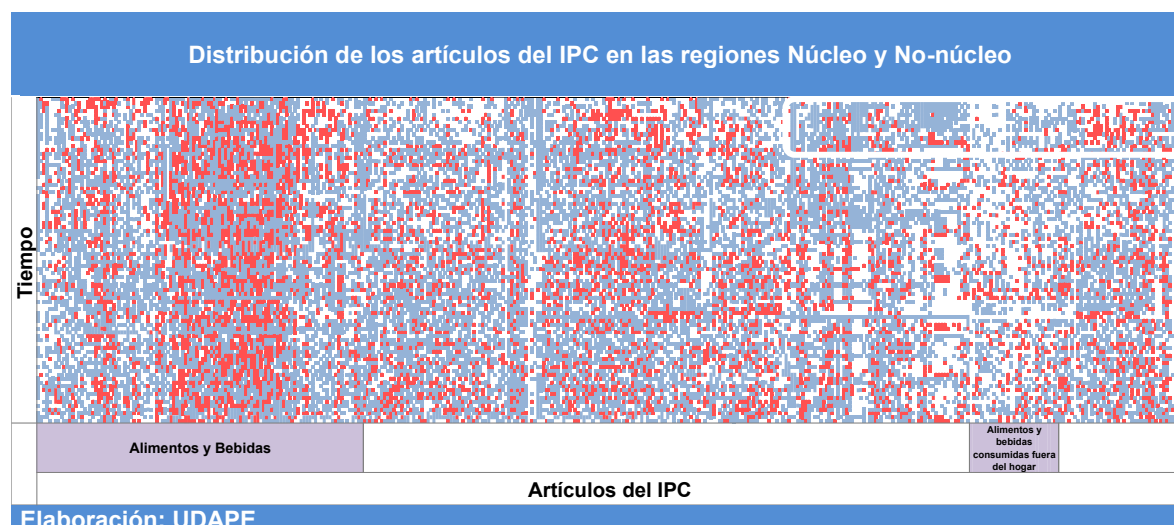 Distribución de los artículos del IPC en las regiones Núcleo y No-núcleo
Tiempo
Alimentos y Bebidas
Alimentos y
bebidas
consumidas fuera
del hogar
Artículos del IPC
Elaboración: UDAPE